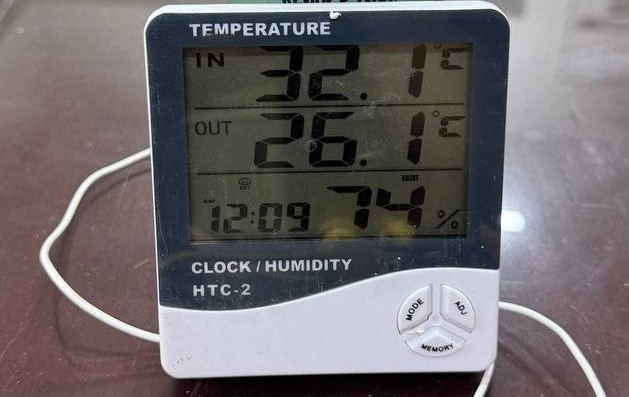 TEMPERATURE
IN 32.1°C
OUT 26.1°C
AM 12:09 74 %
CLOCK / HUMIDITY
HTC-2
MODE ADJ
MEMORY